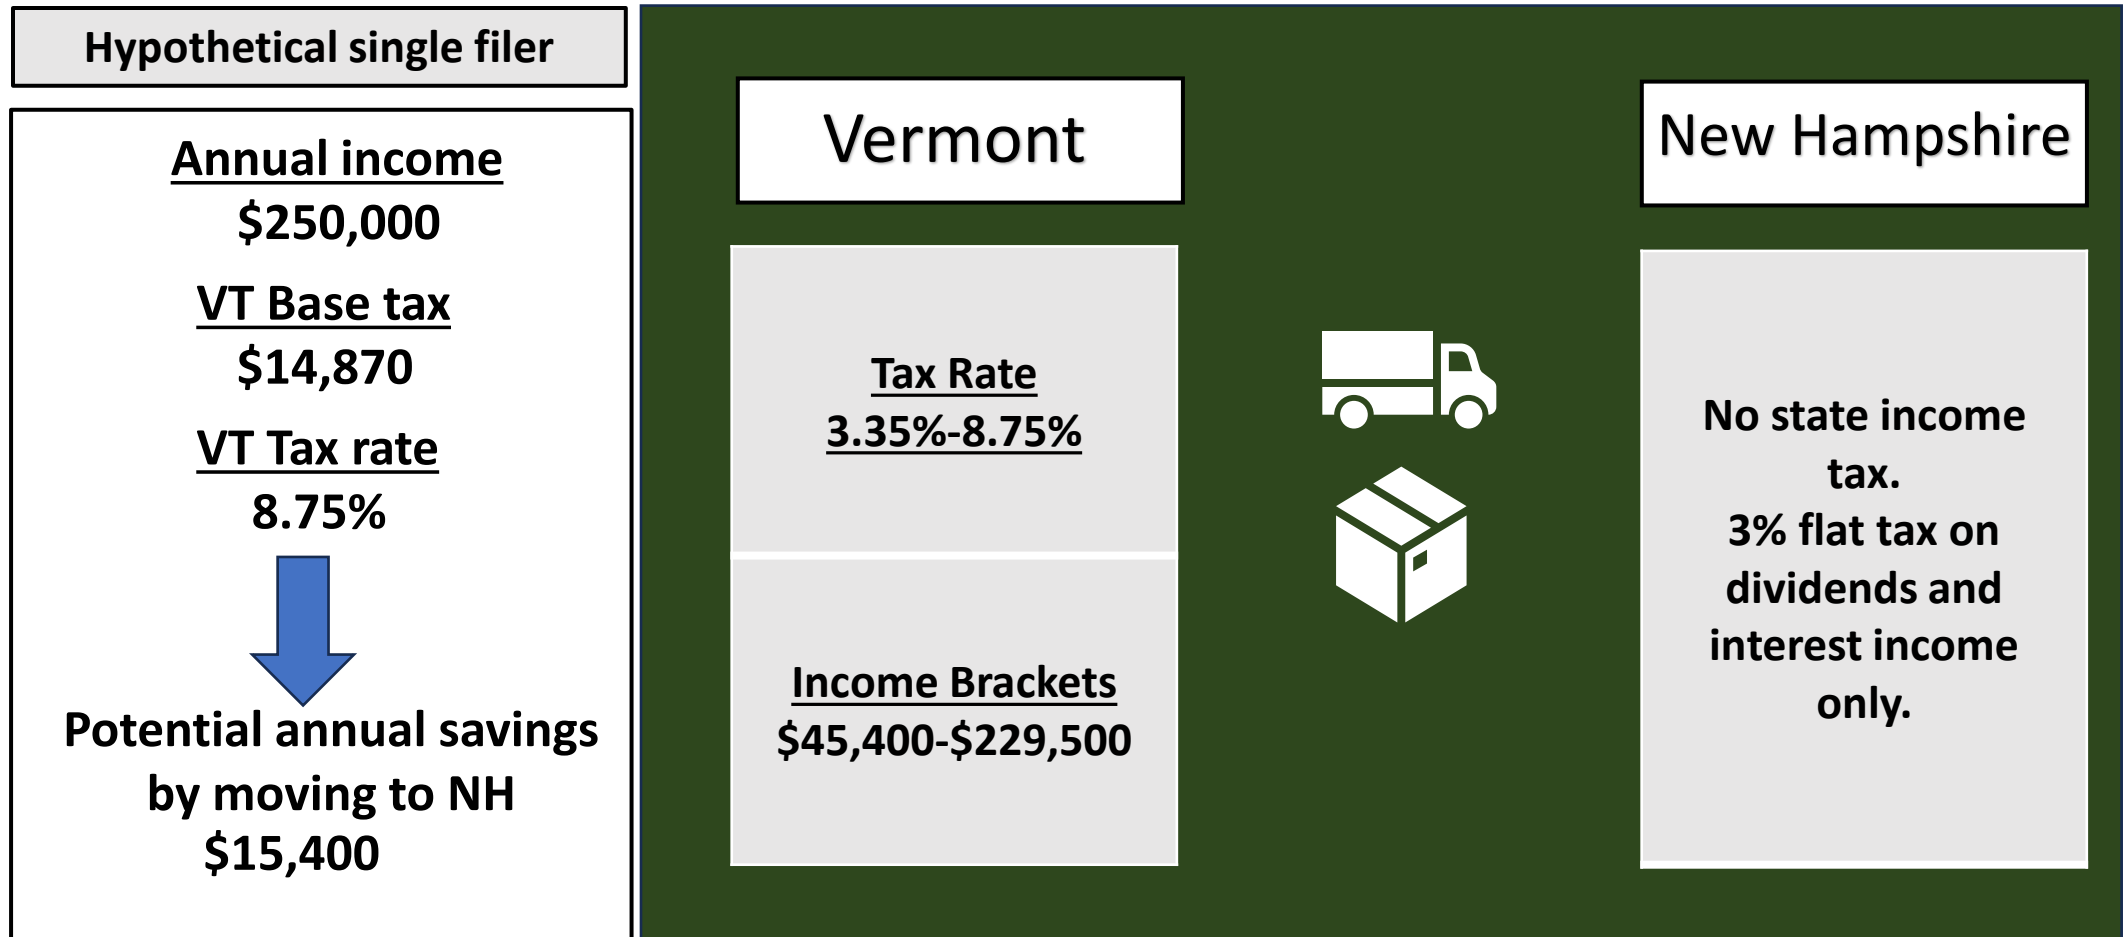 Hypothetical single filer
Annual income
$250,000
VT Base tax
$14,870
VT Tax rate
8.75%
Potential annual savings
by moving to NH
$15,400
Vermont
Tax Rate
3.35%-8.75%
Income Brackets
$45,400-$229,500
New Hampshire
No state income
tax.
3% flat tax on
dividends and
interest income
only.